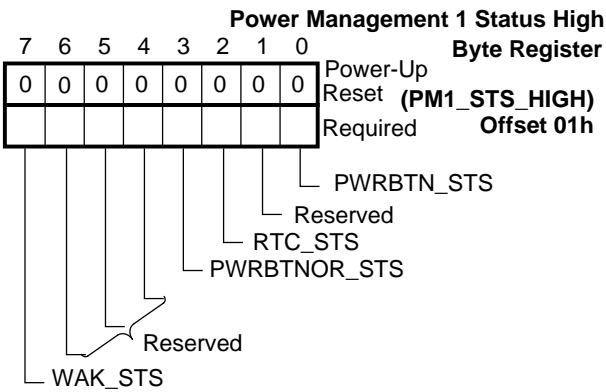 Power Management 1 Status High
Byte Register
(PM1_STS_HIGH)
Offset 01h
7 6 5 4 3 2 1 0
0 0 0 0 0 0 0 0
Power-Up
Reset
Required
PWRBTN_STS
Reserved
RTC_STS
PWRBTNOR_STS
Reserved
WAK_STS